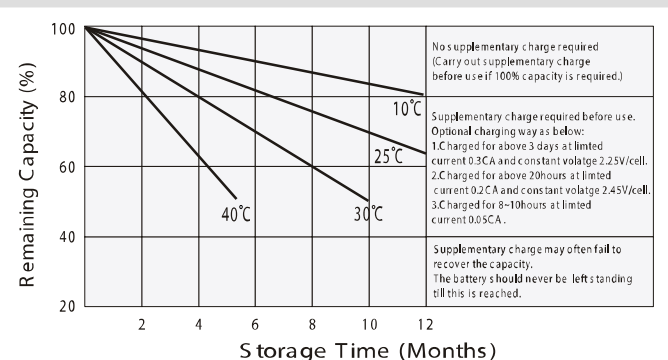 Remaining Capacity (%)
100
80
60
40
20
10°C
25°C
30°C
40°C
2
4
6
8
10
12
Storage Time (Months)
No supplementary charge required
(Carry out supplementary charge
before use if 100% capacity is required.)
Supplementary charge required before use.
Optional charging way as below:
1.Charged for above 3 days at limted
current 0.3CA and constant volatge 2.25V/cell.
2.Charged for above 20hours at limted
current 0.2CA and constant volatge 2.45V/cell.
3.Charged for 8~10hours at limted
current 0.05CA.
Supplementary charge may often fail to
recover the capacity.
The battery should never be left standing
till this is reached.